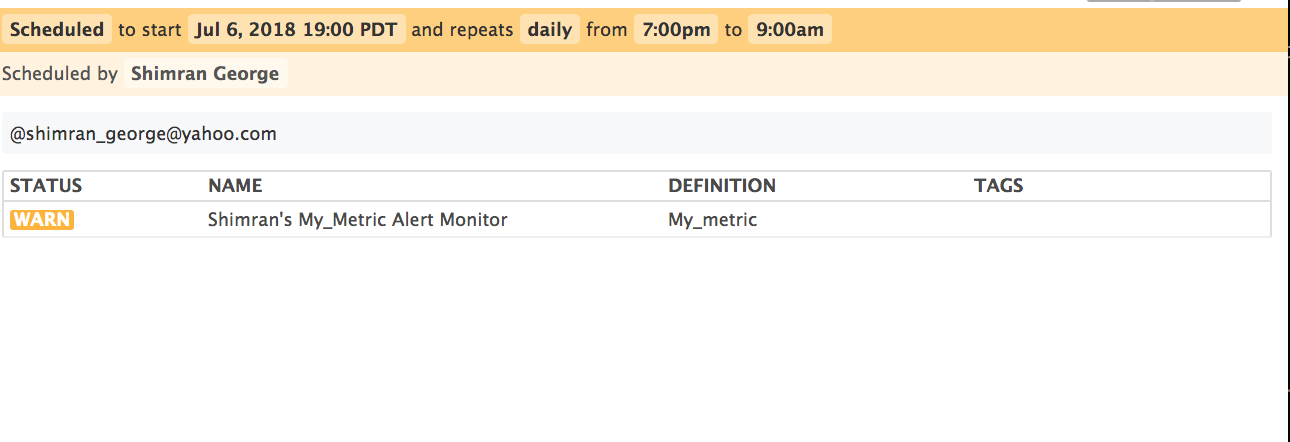 Scheduled to start Jul 6, 2018 19:00 PDT and repeats daily from 7:00pm to 9:00am
Scheduled by Shimran George
@shimran_george@yahoo.com
STATUS NAME DEFINITION TAGS
WARN Shimran's My_Metric Alert Monitor My_metric